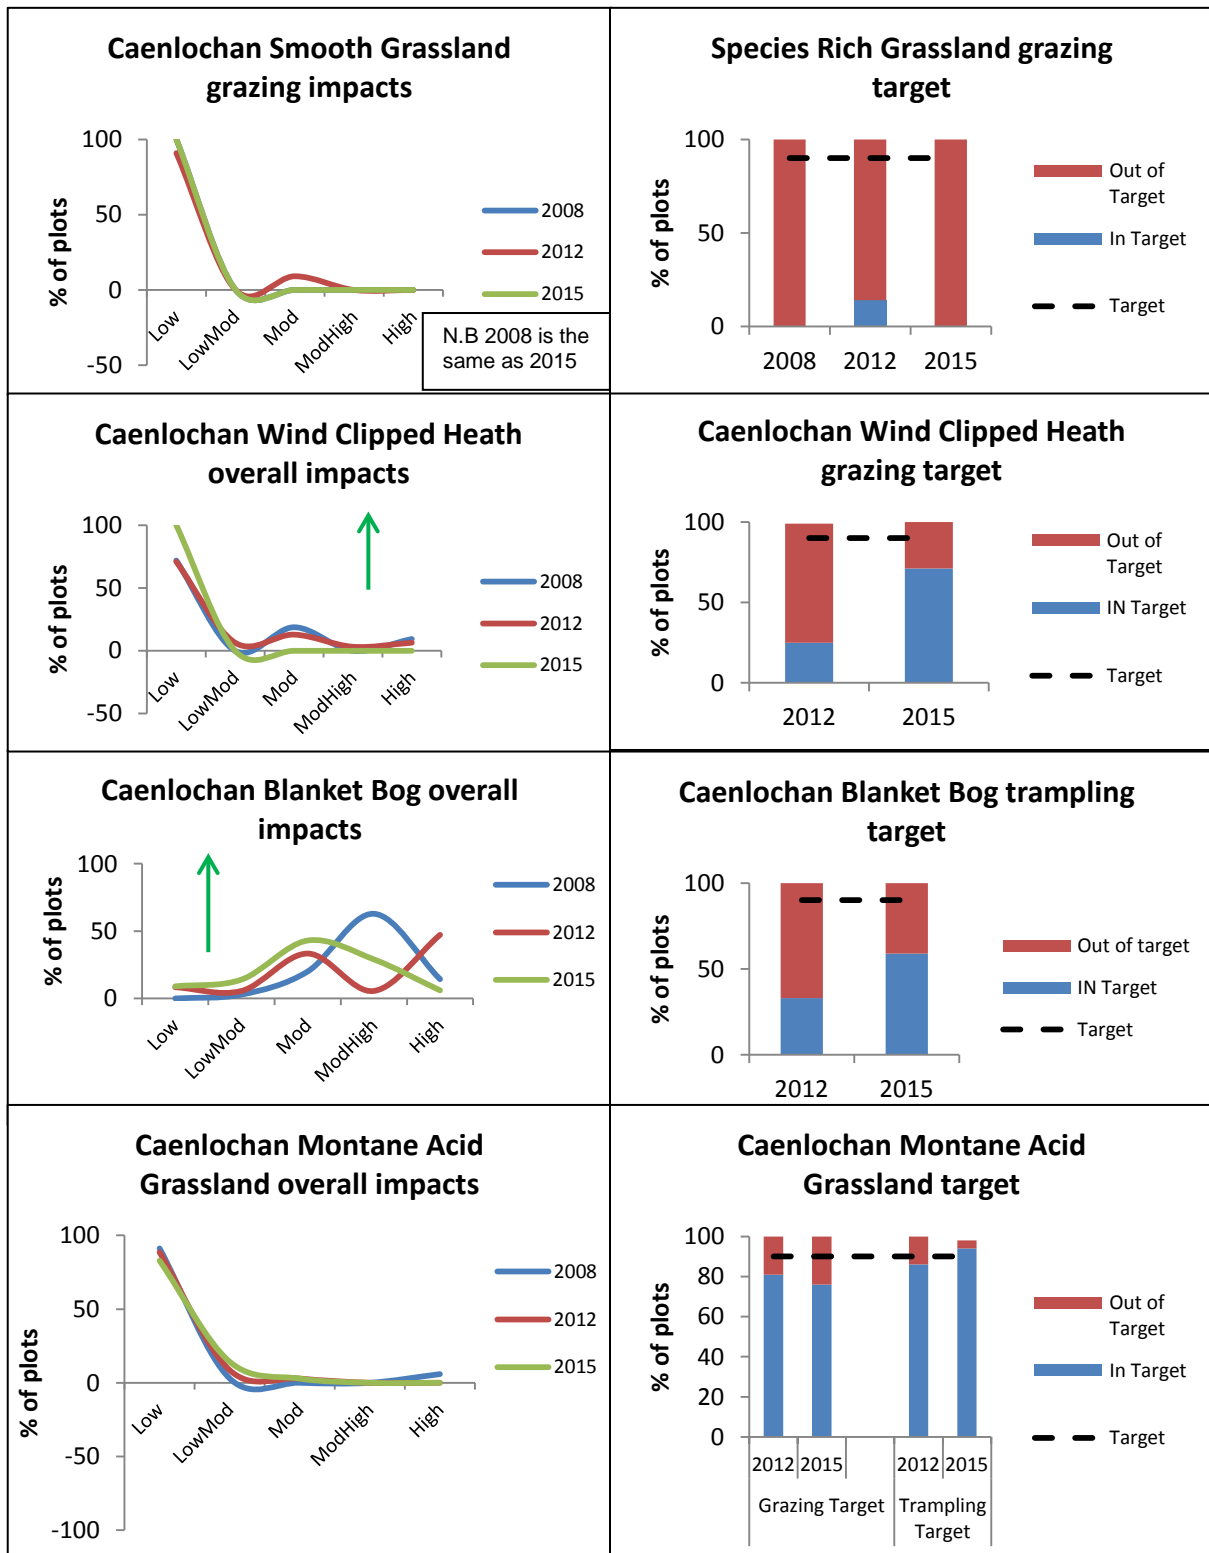 Caenlochan Smooth Grassland
grazing impacts
% of plots
100
50
0
-50
Low
LowMod
Mod
ModHigh
High
2008
2012
2015
N.B 2008 is the
same as 2015
Species Rich Grassland grazing
target
% of plots
100
50
0
2008 2012 2015
Out of
Target
In Target
Target
Caenlochan Wind Clipped Heath
overall impacts
% of plots
100
50
0
-50
Low
LowMod
Mod
ModHigh
High
2008
2012
2015
Caenlochan Wind Clipped Heath
grazing target
% of plots
100
50
0
2012 2015
Out of
Target
IN Target
Target
Caenlochan Blanket Bog overall
impacts
% of plots
100
50
0
Low
LowMod
Mod
ModHigh
High
2008
2012
2015
Caenlochan Blanket Bog trampling
target
% of plots
100
50
0
2012 2015
Out of target
IN Target
Target
Caenlochan Montane Acid
Grassland overall impacts
% of plots
100
50
0
-50
-100
Low
LowMod
Mod
ModHigh
High
2008
2012
2015
Caenlochan Montane Acid
Grassland target
% of plots
100
80
60
40
20
0
2012 2015 2012 2015
Grazing Target
Trampling
Target
Out of
Target
In Target
Target